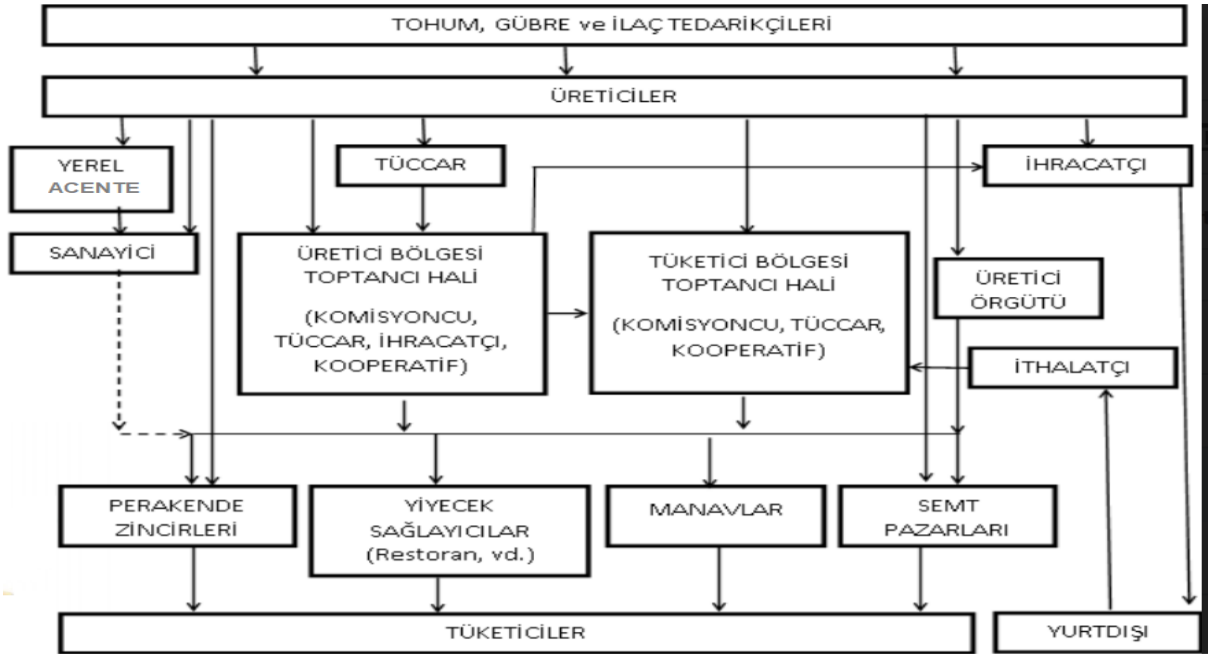 TOHUM, GÜBRE ve İLAÇ TEDARİKÇİLERİ
ÜRETİCİLER
YEREL
ACENTE
TÜCCAR
İHRACATÇI
SANAYİCİ
ÜRETİCİ BÖLGESİ
TOPTANCI HALİ
(KOMİSYONCU,
TÜCCAR, İHRACATÇI,
KOOPERATİF)
TÜKETİCİ BÖLGESİ
TOPTANCI HALİ
(KOMİSYONCU, TÜCCAR,
KOOPERATİF)
ÜRETİCİ
ÖRGÜTÜ
İTHALATÇI
PERAKENDE
ZİNCİRLERİ
YİYECEK
SAĞLAYICILAR
(Restoran, vd.)
MANAVLAR
SEMT
PAZARLARI
TÜKETİCİLER
YURTDIŞI